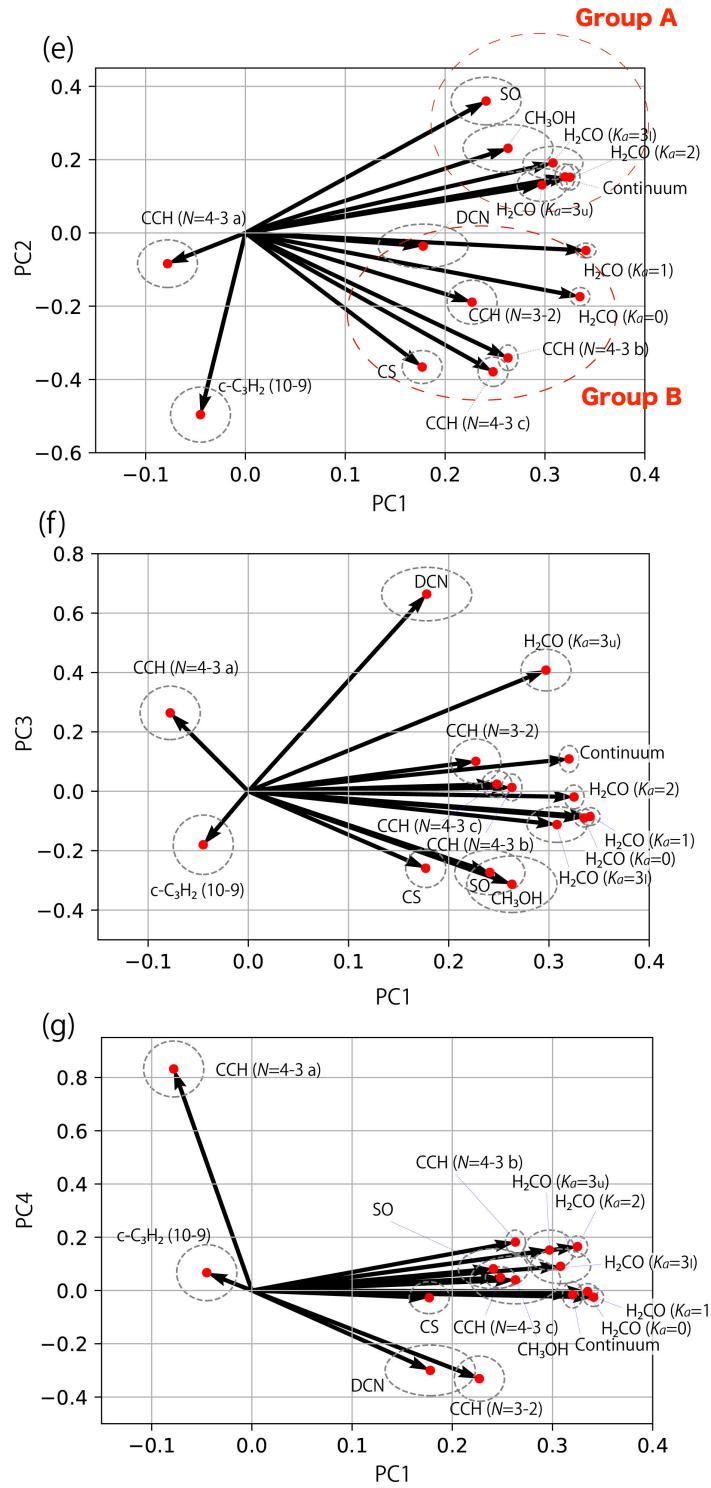 (e)
Group A
SO
CH₃OH
H₂CO (Ka=3l)
H₂CO (Ka=2)
Continuum
H₂CO (Ka=3u)
DCN
CCH (N=4-3 a)
H₂CO (Ka=1)
H₂CO (Ka=0)
CCH (N=3-2)
CCH (N=4-3 b)
CS
c-C₃H₂ (10-9)
Group B
CCH (N=4-3 c)
0.4
0.2
0.0
−0.2
−0.4
−0.6
PC2
−0.1 0.0 0.1 0.2 0.3 0.4
PC1
(f)
DCN
H₂CO (Ka=3u)
CCH (N=4-3 a)
CCH (N=3-2)
Continuum
H₂CO (Ka=2)
CCH (N=4-3 c)
CCH (N=4-3 b)
H₂CO (Ka=1)
H₂CO (Ka=0)
H₂CO (Ka=3l)
c-C₃H₂ (10-9)
CS
SO
CH₃OH
0.8
0.6
0.4
0.2
0.0
−0.2
−0.4
PC3
−0.1 0.0 0.1 0.2 0.3 0.4
PC1
(g)
CCH (N=4-3 a)
CCH (N=4-3 b)
H₂CO (Ka=3u)
H₂CO (Ka=2)
SO
c-C₃H₂ (10-9)
H₂CO (Ka=3l)
H₂CO (Ka=1
H₂CO (Ka=0)
Continuum
CH₃OH
CCH (N=4-3 c)
CS
DCN
CCH (N=3-2)
0.8
0.6
0.4
0.2
0.0
−0.2
−0.4
PC4
−0.1 0.0 0.1 0.2 0.3 0.4
PC1